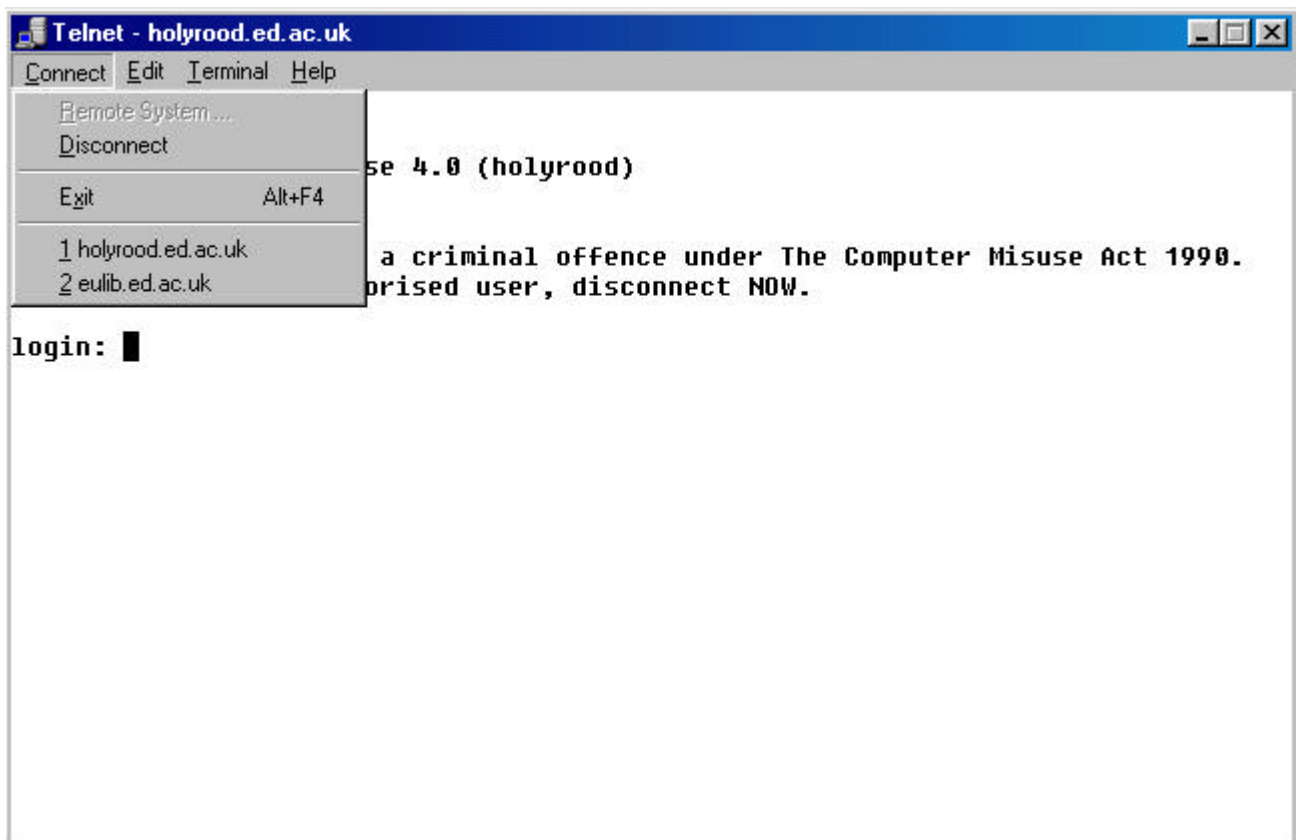 Telnet - holyrood.ed.ac.uk
Connect Edit Terminal Help
Remote System ...
Disconnect
Exit Alt+F4
1 holyrood.ed.ac.uk
2 eulib.ed.ac.uk
se 4.0 (holyrood)
a criminal offence under The Computer Misuse Act 1990.
orised user, disconnect NOW.
login: